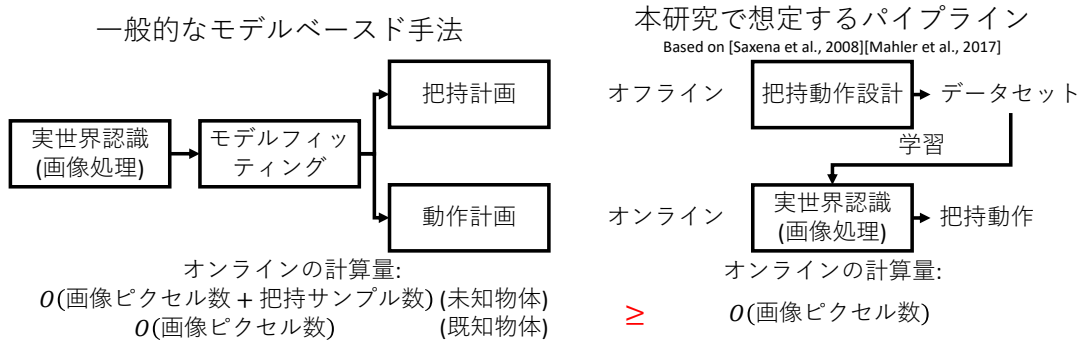 一般的なモデルベースド手法
実世界認識
(画像処理)
モデルフィッ
ティング
把持計画
動作計画
オンラインの計算量:
O(画像ピクセル数 + 把持サンプル数) (未知物体)
O(画像ピクセル数) (既知物体)
≥
本研究で想定するパイプライン
Based on [Saxena et al., 2008][Mahler et al., 2017]
オフライン
把持動作設計
データセット
学習
オンライン
実世界認識
(画像処理)
把持動作
オンラインの計算量:
O(画像ピクセル数)